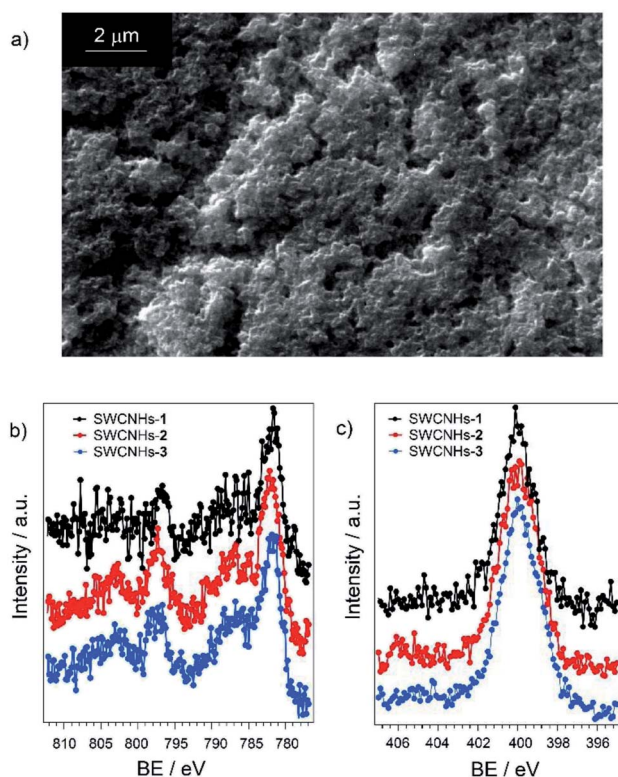 a)
2 μm
b)
SWCNHs-1
SWCNHs-2
SWCNHs-3
Intensity / a.u.
810 805 800 795 790 785 780
BE / eV
c)
SWCNHs-1
SWCNHs-2
SWCNHs-3
Intensity / a.u.
406 404 402 400 398 396
BE / eV